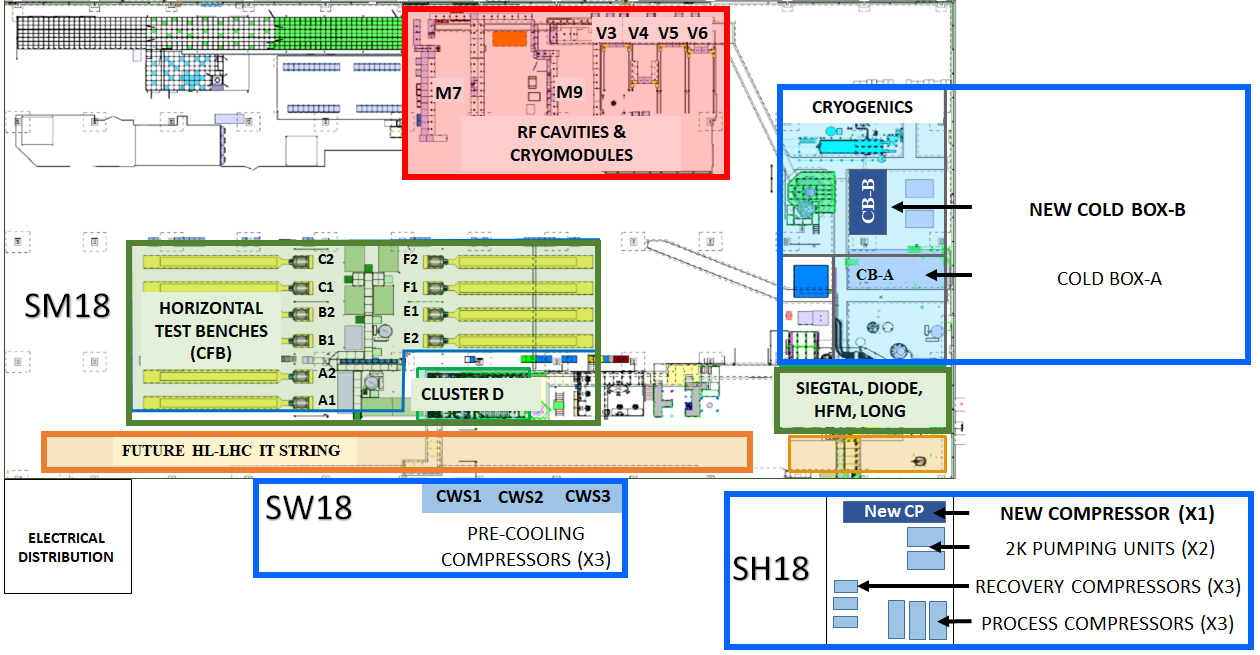 V3 V4 V5 V6
M7
M9
RF CAVITIES &
CRYOMODULES
CRYOGENICS
CB-B
NEW COLD BOX-B
CB-A
COLD BOX-A
SM18
HORIZONTAL
TEST BENCHES
(CFB)
C2
C1
B2
B1
A2
A1
F2
F1
E1
E2
CLUSTER D
SIEGTAL, DIODE,
HFM, LONG
FUTURE HL-LHC IT STRING
ELECTRICAL
DISTRIBUTION
SW18
CWS1 CWS2 CWS3
PRE-COOLING
COMPRESSORS (X3)
SH18
New CP
NEW COMPRESSOR (X1)
2K PUMPING UNITS (X2)
RECOVERY COMPRESSORS (X3)
PROCESS COMPRESSORS (X3)